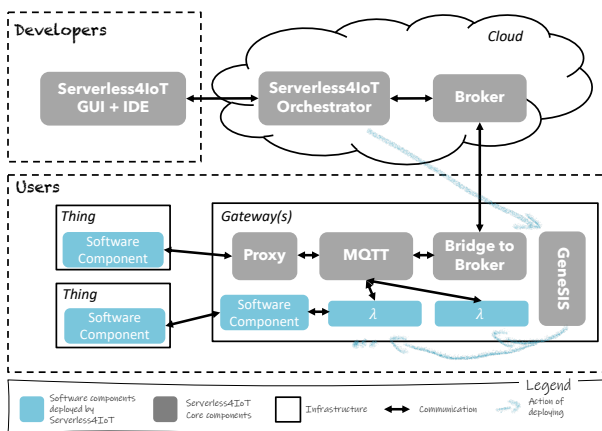 Developers
Cloud
Serverless4IoT
GUI + IDE
Serverless4IoT
Orchestrator
Broker
Users
Thing
Software
Component
Gateway(s)
Proxy
MQTT
Bridge to
Broker
GeneSIS
Thing
Software
Component
Software
Component
λ
λ
Legend
Software components
deployed by
Serverless4IoT
Serverless4IoT
Core components
Infrastructure
Communication
Action of
deploying